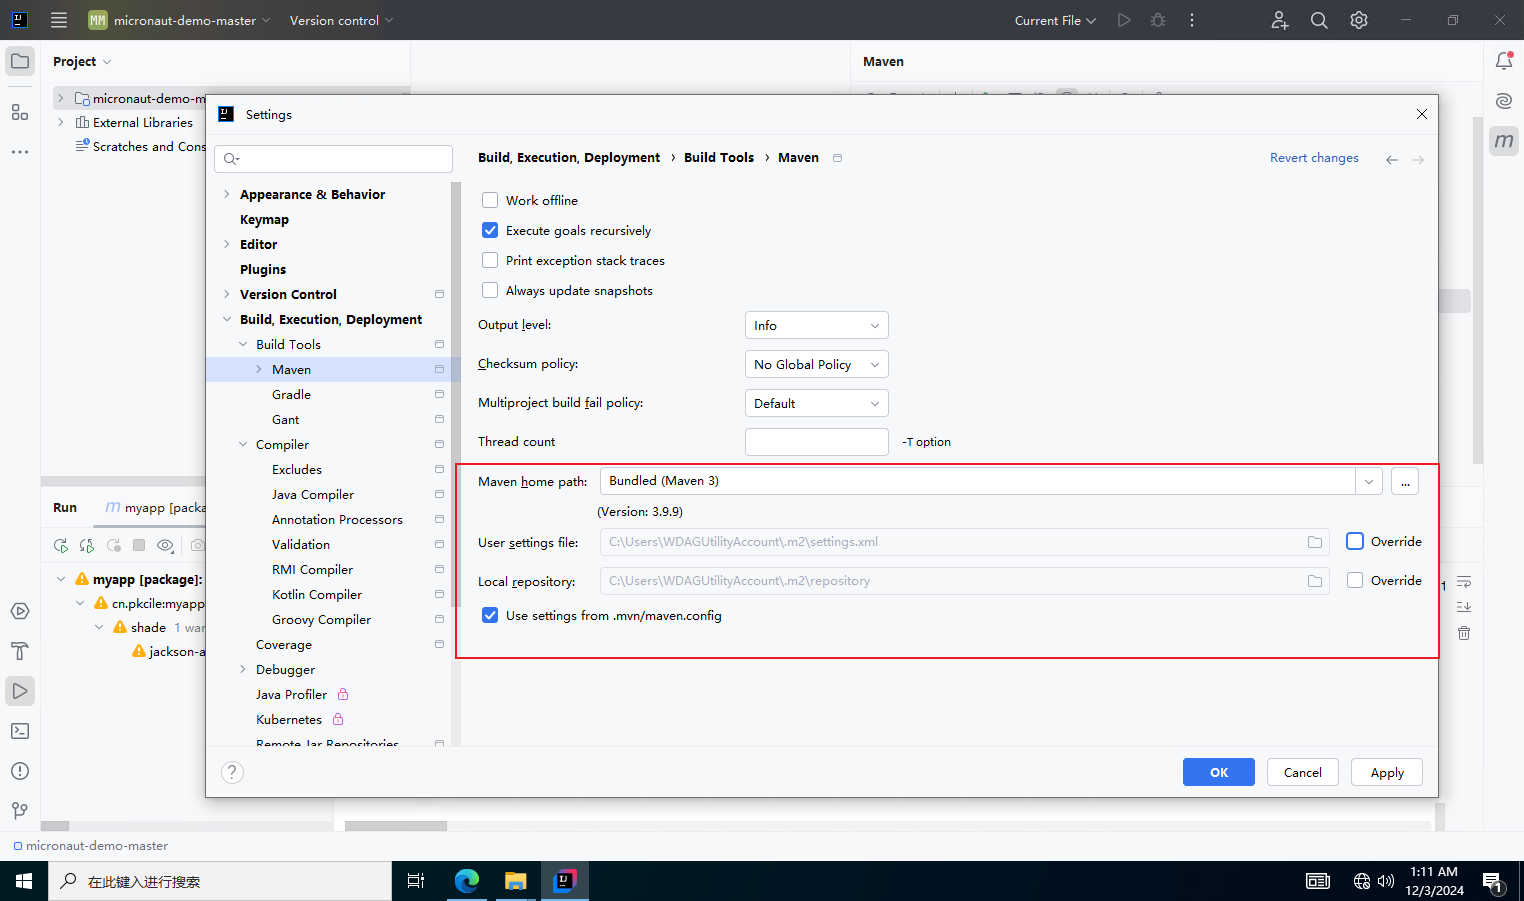 MM micronaut-demo-master Version control Current File
Project
Maven
micronaut-demo-m
External Libraries
Scratches and Cons
Settings
Build, Execution, Deployment › Build Tools › Maven
Revert changes
Appearance & Behavior
Keymap
Editor
Plugins
Version Control
Build, Execution, Deployment
Build Tools
Maven
Gradle
Gant
Compiler
Excludes
Java Compiler
Annotation Processors
Validation
RMI Compiler
Kotlin Compiler
Groovy Compiler
Coverage
Debugger
Java Profiler
Kubernetes
Remote Jar Repositories
Work offline
Execute goals recursively
Print exception stack traces
Always update snapshots
Output level: Info
Checksum policy: No Global Policy
Multiproject build fail policy: Default
Thread count -T option
Maven home path: Bundled (Maven 3) ...
(Version: 3.9.9)
User settings file: C:\Users\WDAGUtilityAccount\.m2\settings.xml Override
Local repository: C:\Users\WDAGUtilityAccount\.m2\repository Override
Use settings from .mvn/maven.config
? OK Cancel Apply
Run m myapp [packa
myapp [package]:
cn.pkcile:myapp
shade 1 war
jackson-a
1
micronaut-demo-master
在此键入进行搜索
1:11 AM
12/3/2024
1